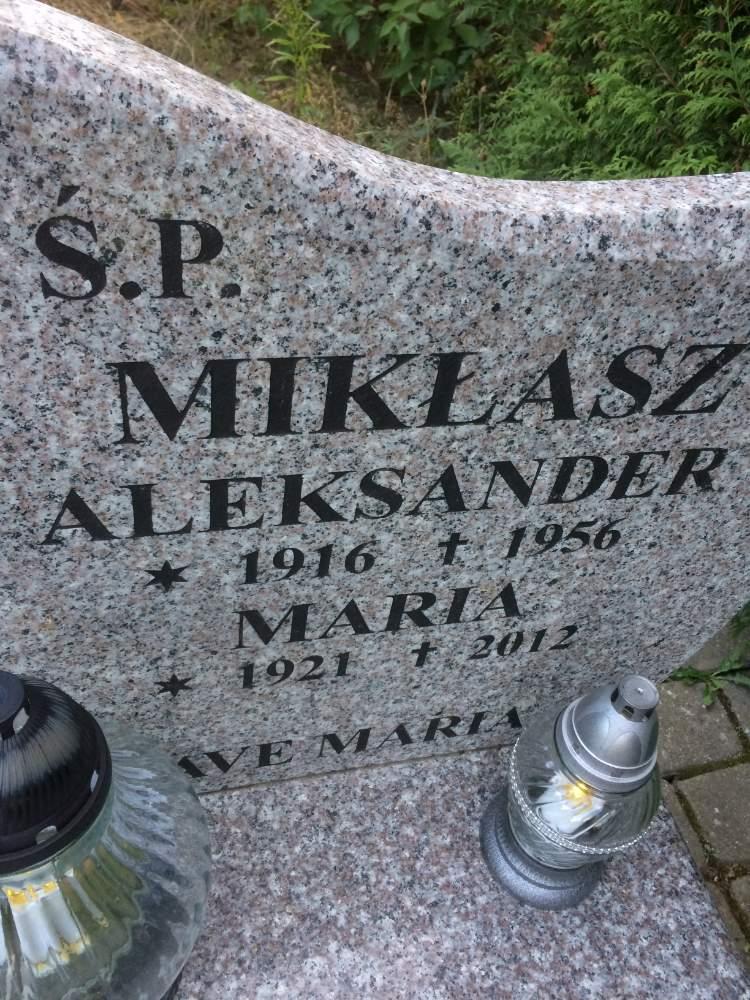 Ś.P.
MIKŁASZ
ALEKSANDER
* 1916 † 1956
MARIA
* 1921 † 2012
AVE MARIA